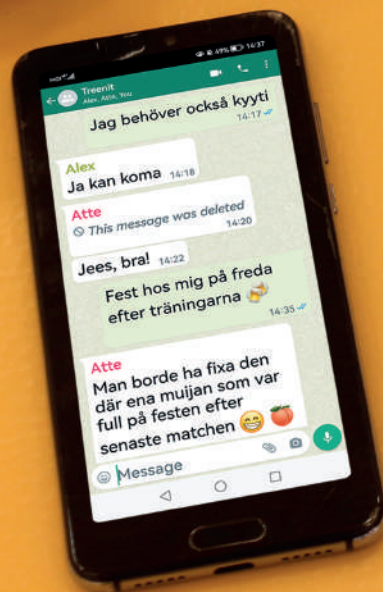 49% 14:37
Treenit
Alex, Atte, You
Jag behöver också kyyti
14:17
Alex
Ja kan koma 14:18
Atte
This message was deleted
14:20
Jees, bra! 14:22
Fest hos mig på freda
efter träningarna
14:35
Atte
Man borde ha fixa den
där ena muijan som var
full på festen efter
senaste matchen
Message